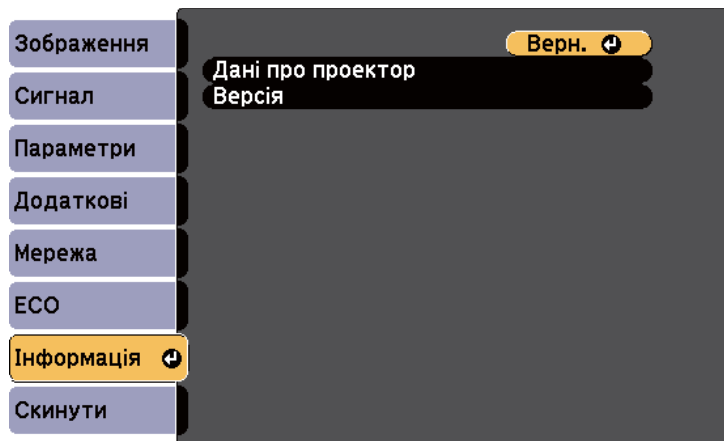 Зображення
Сигнал
Параметри
Додаткові
Мережа
ECO
Інформація
Скинути
Верн.
Дані про проектор
Версія